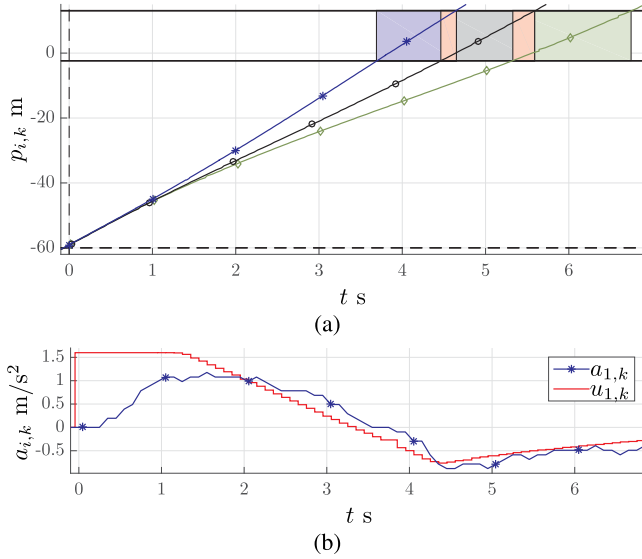 0
-20
-40
-60
p_{i,k} m
0 1 2 3 4 5 6
t s
(a)
1.5
1
0.5
0
-0.5
a_{i,k} m/s²
a_{1,k}
u_{1,k}
0 1 2 3 4 5 6
t s
(b)